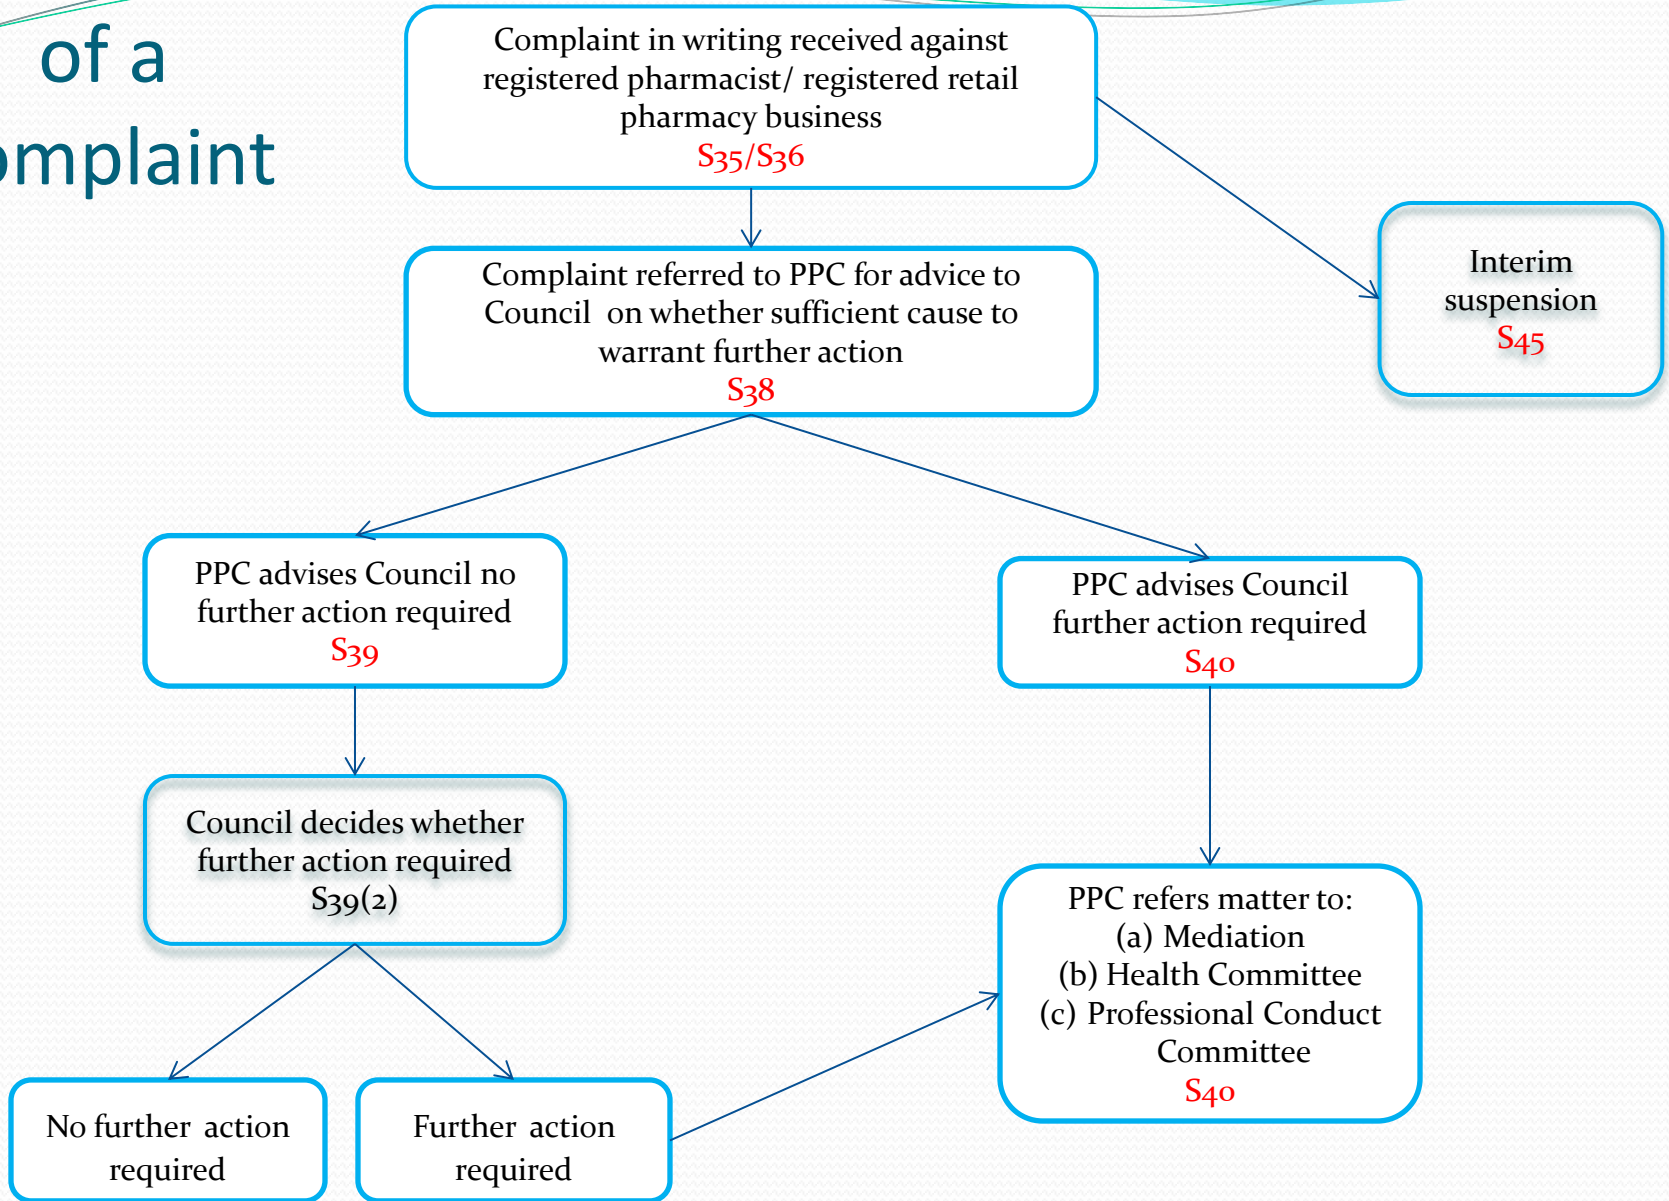 of a
omplaint
Complaint in writing received against
registered pharmacist/ registered retail
pharmacy business
S35/S36
Complaint referred to PPC for advice to
Council on whether sufficient cause to
warrant further action
S38
Interim
suspension
S45
PPC advises Council no
further action required
S39
PPC advises Council
further action required
S40
Council decides whether
further action required
S39(2)
PPC refers matter to:
(a) Mediation
(b) Health Committee
(c) Professional Conduct
Committee
S40
No further action
required
Further action
required